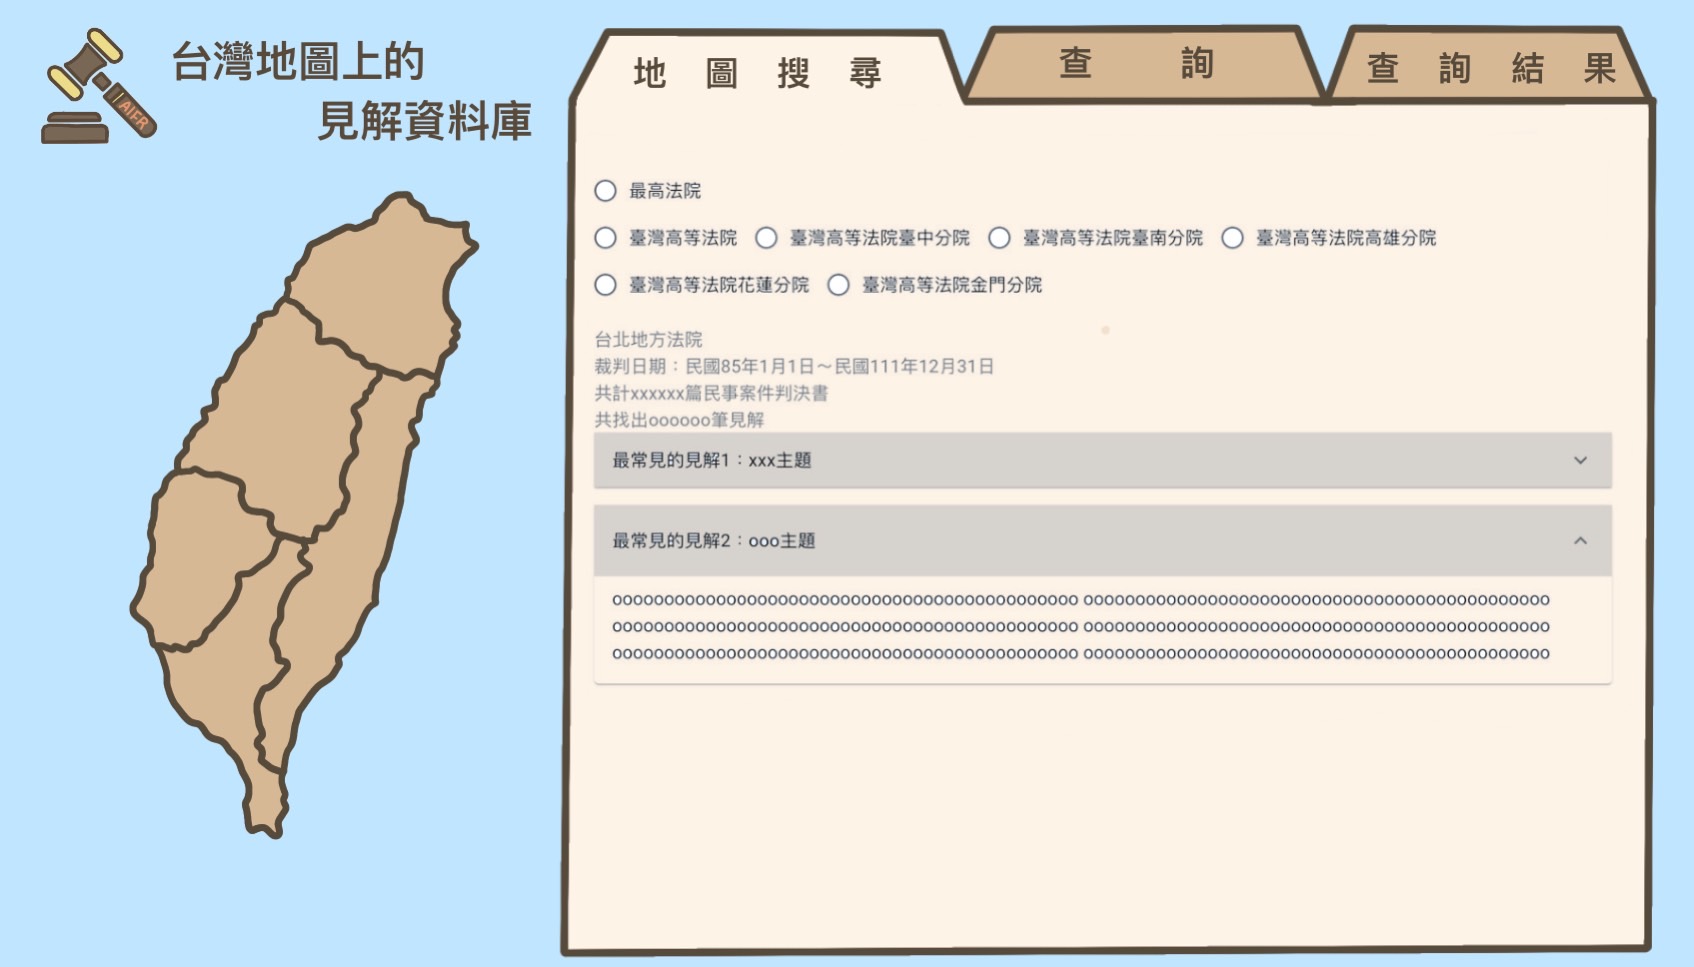 台灣地圖上的
見解資料庫
AIFR
地圖搜尋
查詢
查詢結果
最高法院
臺灣高等法院 臺灣高等法院臺中分院 臺灣高等法院臺南分院 臺灣高等法院高雄分院
臺灣高等法院花蓮分院 臺灣高等法院金門分院
台北地方法院
裁判日期：民國85年1月1日～民國111年12月31日
共計xxxxxx篇民事案件判決書
共找出oooooo筆見解
最常見的見解1：xxx主題
最常見的見解2：ooo主題
ooooooooooooooooooooooooooooooooooooooooooooo ooooooooooooooooooooooooooooooooooooooooooooo
ooooooooooooooooooooooooooooooooooooooooooooo ooooooooooooooooooooooooooooooooooooooooooooo
ooooooooooooooooooooooooooooooooooooooooooooo ooooooooooooooooooooooooooooooooooooooooooooo